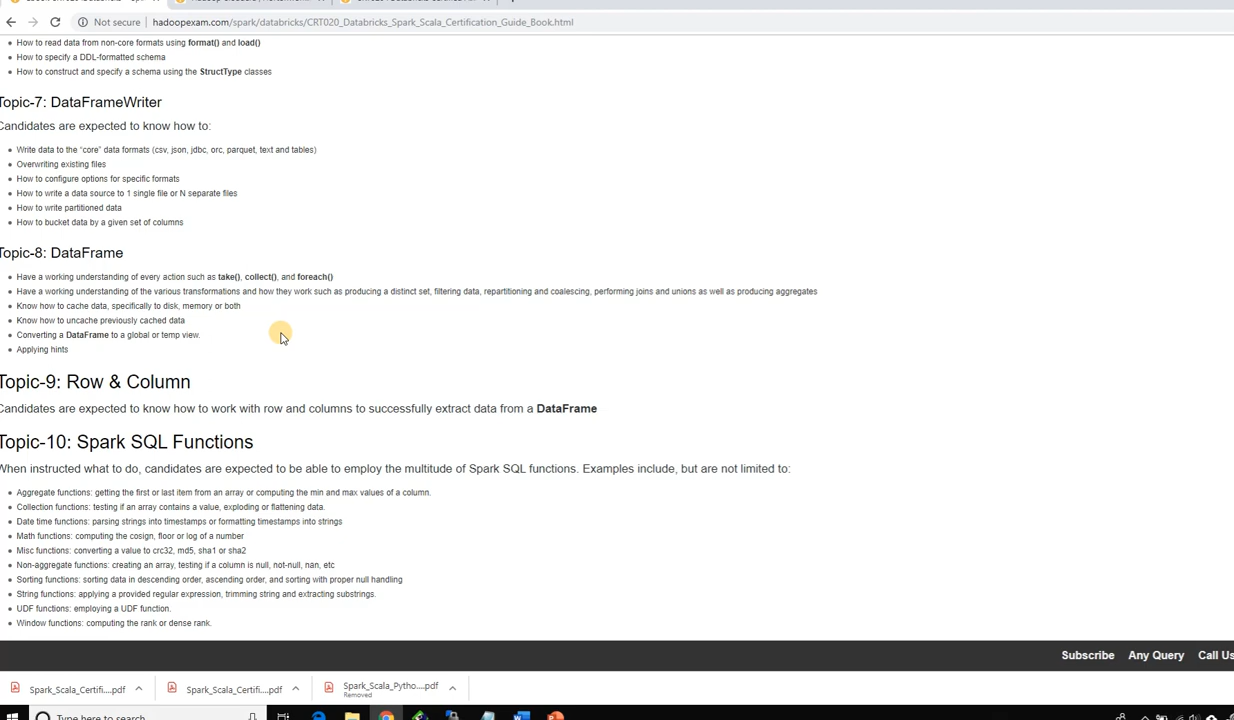 Not secure | hadoopexam.com/spark/databricks/CRT020_Databricks_Spark_Scala_Certification_Guide_Book.html
How to read data from non-core formats using format() and load()
How to specify a DDL-formatted schema
How to construct and specify a schema using the StructType classes
Topic-7: DataFrameWriter
Candidates are expected to know how to:
Write data to the “core” data formats (csv, json, jdbc, orc, parquet, text and tables)
Overwriting existing files
How to configure options for specific formats
How to write a data source to 1 single file or N separate files
How to write partitioned data
How to bucket data by a given set of columns
Topic-8: DataFrame
Have a working understanding of every action such as take(), collect(), and foreach()
Have a working understanding of the various transformations and how they work such as producing a distinct set, filtering data, repartitioning and coalescing, performing joins and unions as well as producing aggregates
Know how to cache data, specifically to disk, memory or both
Know how to uncache previously cached data
Converting a DataFrame to a global or temp view.
Applying hints
Topic-9: Row & Column
Candidates are expected to know how to work with row and columns to successfully extract data from a DataFrame
Topic-10: Spark SQL Functions
When instructed what to do, candidates are expected to be able to employ the multitude of Spark SQL functions. Examples include, but are not limited to:
Aggregate functions: getting the first or last item from an array or computing the min and max values of a column.
Collection functions: testing if an array contains a value, exploding or flattening data.
Date time functions: parsing strings into timestamps or formatting timestamps into strings
Math functions: computing the cosign, floor or log of a number
Misc functions: converting a value to crc32, md5, sha1 or sha2
Non-aggregate functions: creating an array, testing if a column is null, not-null, nan, etc
Sorting functions: sorting data in descending order, ascending order, and sorting with proper null handling
String functions: applying a provided regular expression, trimming string and extracting substrings.
UDF functions: employing a UDF function.
Window functions: computing the rank or dense rank.
Subscribe Any Query Call Us
Spark_Scala_Certifi....pdf Spark_Scala_Certifi....pdf Spark_Scala_Pytho....pdf
Removed
Type here to search